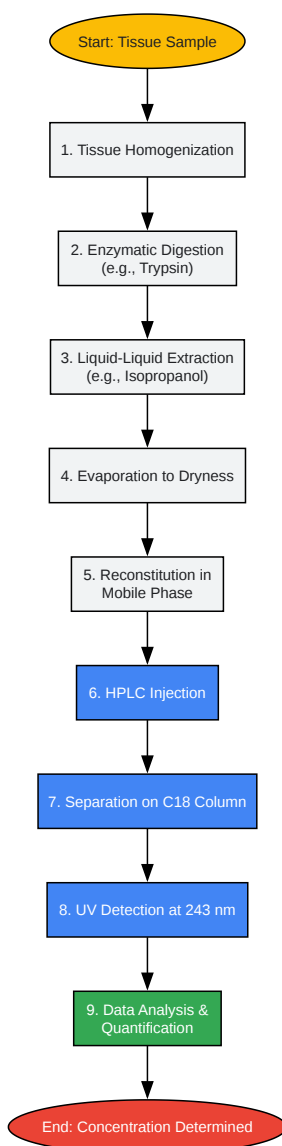 Start: Tissue Sample
1. Tissue Homogenization
2. Enzymatic Digestion
(e.g., Trypsin)
3. Liquid-Liquid Extraction
(e.g., Isopropanol)
4. Evaporation to Dryness
5. Reconstitution in
Mobile Phase
6. HPLC Injection
7. Separation on C18 Column
8. UV Detection at 243 nm
9. Data Analysis &
Quantification
End: Concentration Determined